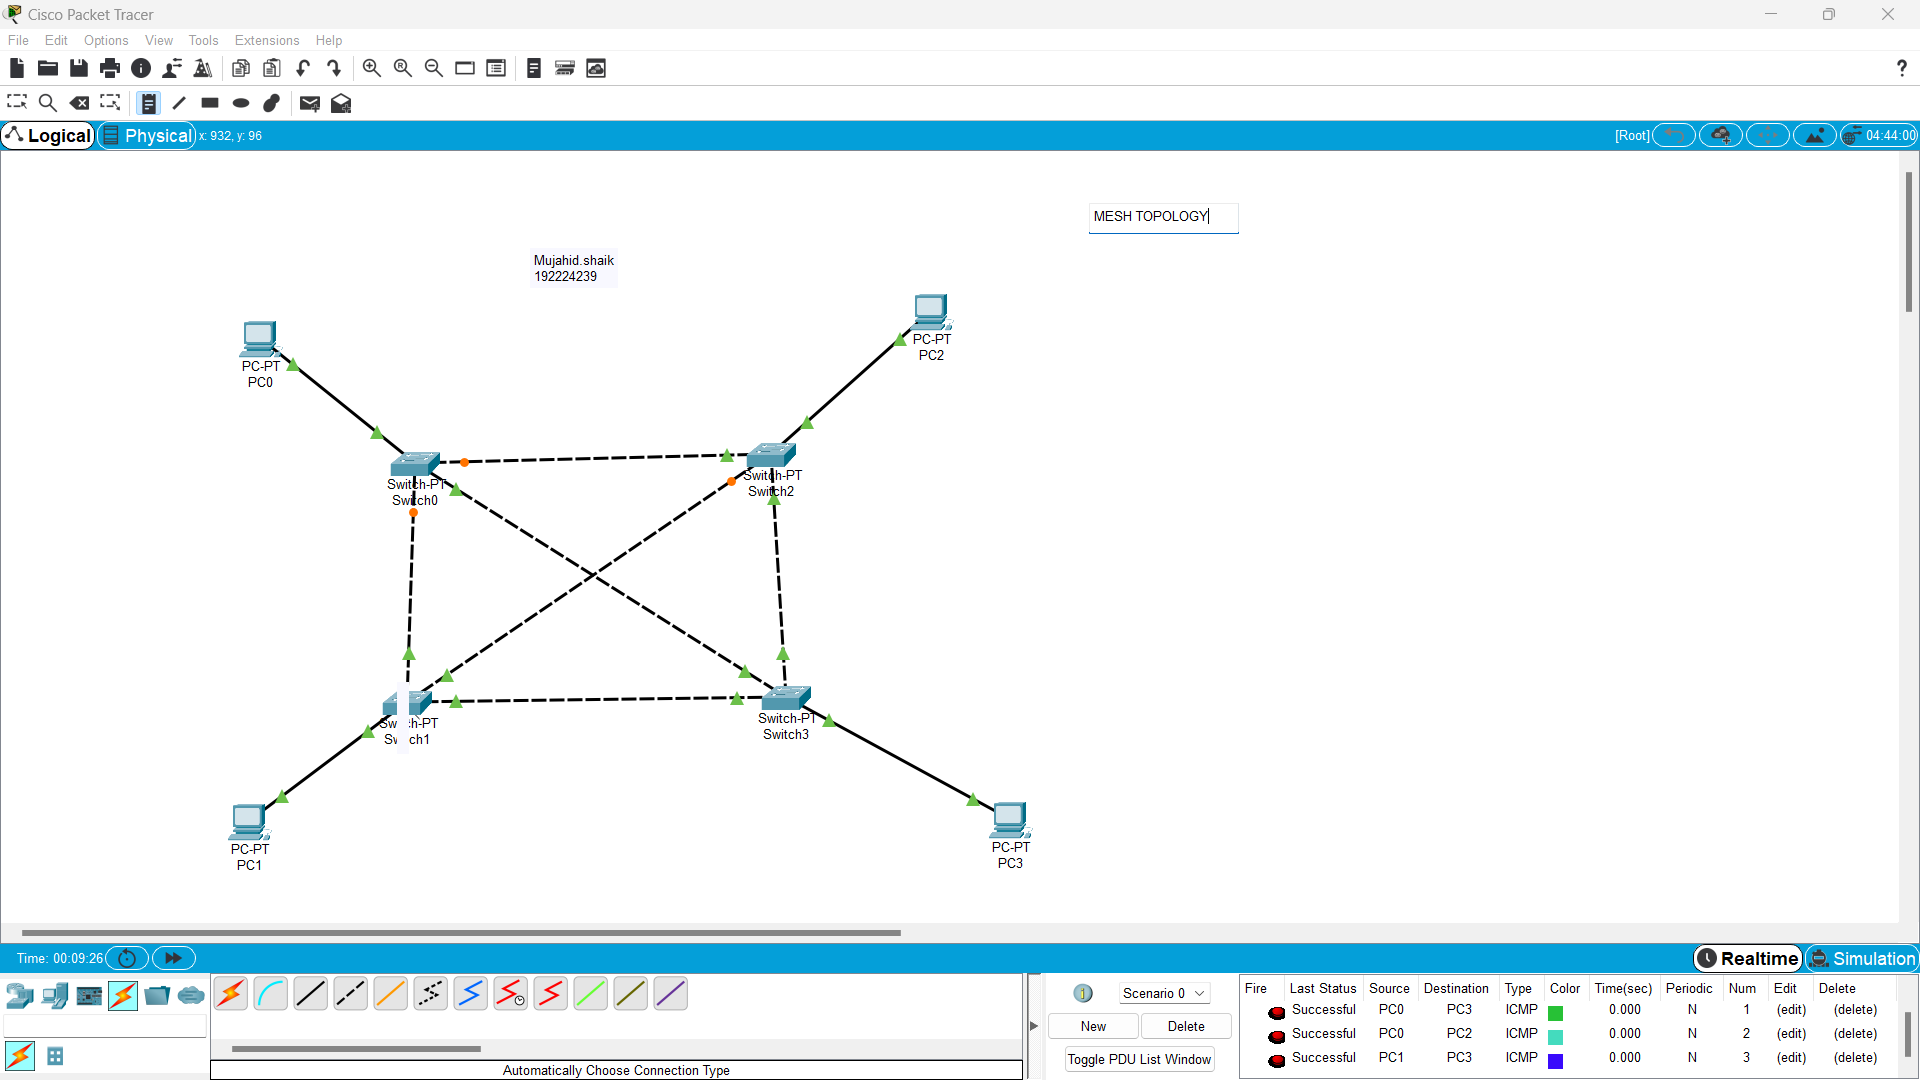 Cisco Packet Tracer
File Edit Options View Tools Extensions Help
?
Logical Physical x: 932, y: 96 [Root] 04:44:00
MESH TOPOLOGY
Mujahid.shaik
192224239
PC-PT
PC2
PC-PT
PC0
Switch-PT
Switch2
Switch-PT
Switch0
Switch-PT
Switch3
Sw ch-PT
Sw ch1
PC-PT
PC1
PC-PT
PC3
Time: 00:09:26 Realtime Simulation
Scenario 0
New Delete
Toggle PDU List Window
Fire Last Status Source Destination Type Color Time(sec) Periodic Num Edit Delete
Successful PC0 PC3 ICMP 0.000 N 1 (edit) (delete)
Successful PC0 PC2 ICMP 0.000 N 2 (edit) (delete)
Successful PC1 PC3 ICMP 0.000 N 3 (edit) (delete)
Automatically Choose Connection Type